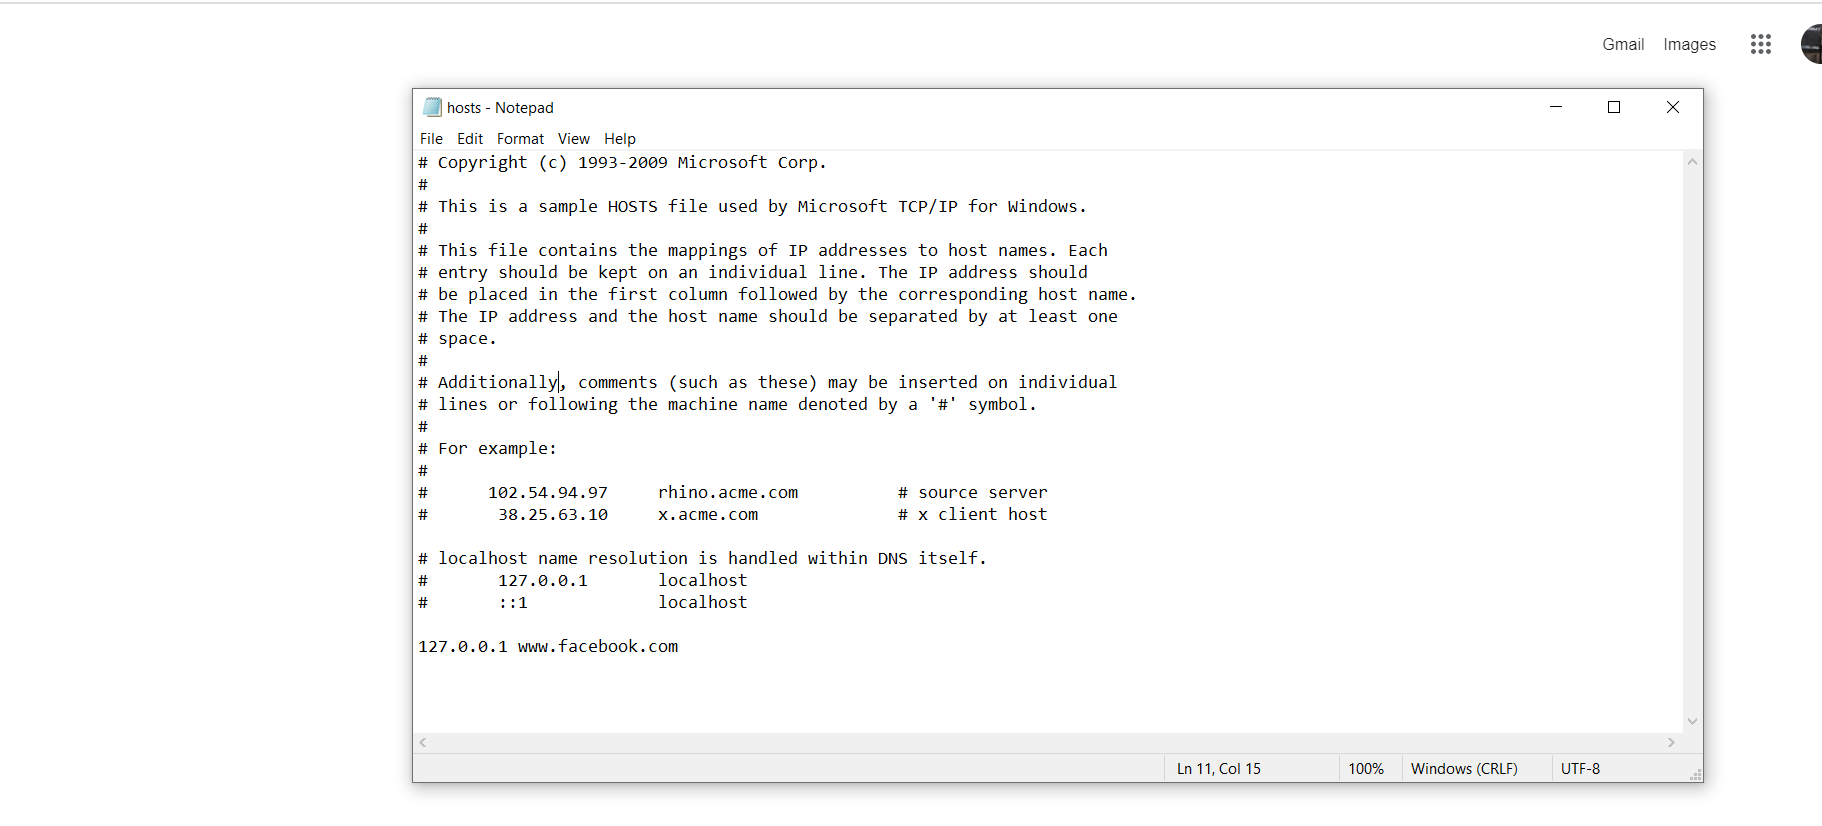 Gmail Images
hosts - Notepad
File Edit Format View Help
# Copyright (c) 1993-2009 Microsoft Corp.
#
# This is a sample HOSTS file used by Microsoft TCP/IP for Windows.
#
# This file contains the mappings of IP addresses to host names. Each
# entry should be kept on an individual line. The IP address should
# be placed in the first column followed by the corresponding host name.
# The IP address and the host name should be separated by at least one
# space.
#
# Additionally, comments (such as these) may be inserted on individual
# lines or following the machine name denoted by a '#' symbol.
#
# For example:
#
#      102.54.94.97     rhino.acme.com          # source server
#       38.25.63.10     x.acme.com              # x client host

# localhost name resolution is handled within DNS itself.
#       127.0.0.1       localhost
#       ::1             localhost

127.0.0.1 www.facebook.com
Ln 11, Col 15 100% Windows (CRLF) UTF-8